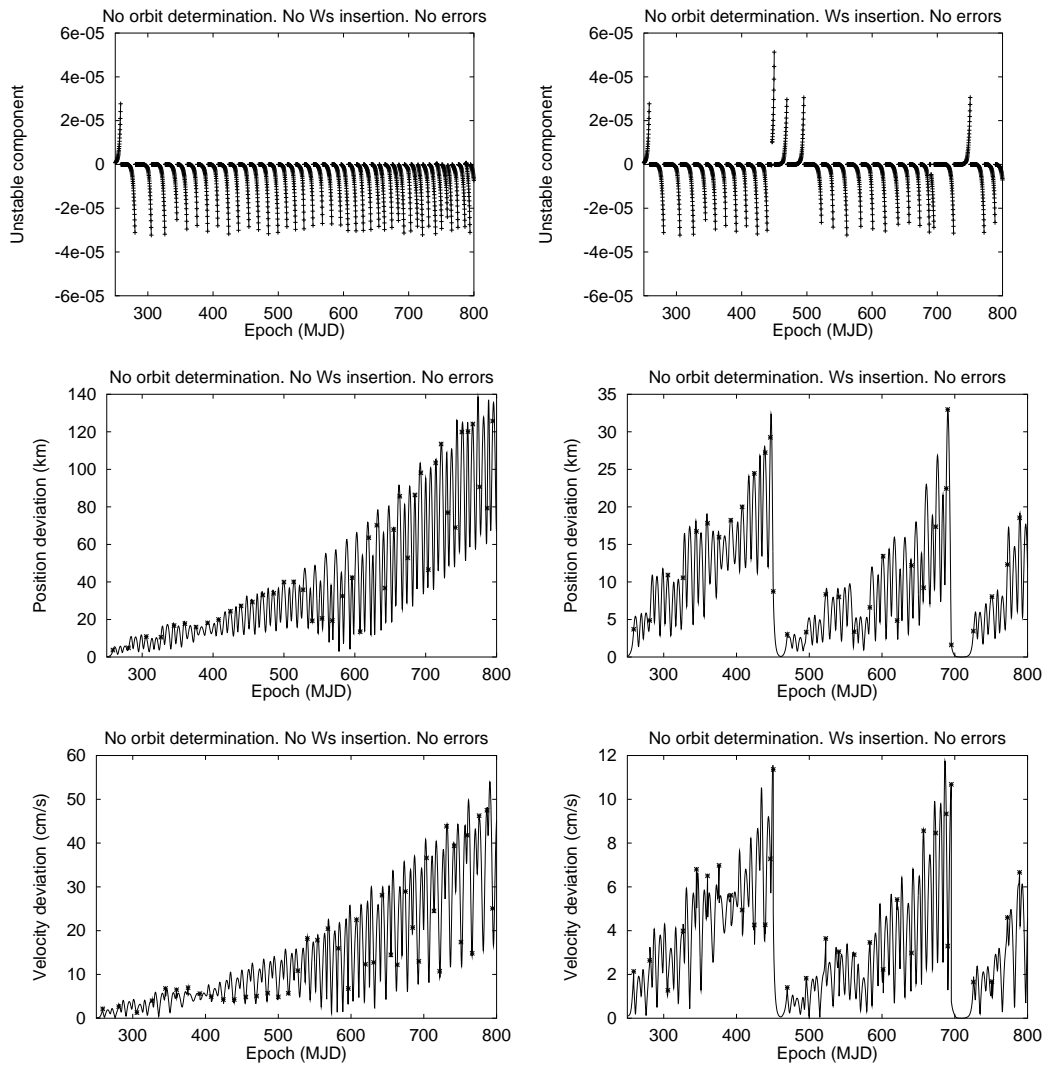 No orbit determination. No Ws insertion. No errors
6e-05
4e-05
2e-05
0
-2e-05
-4e-05
-6e-05
300 400 500 600 700 800
Unstable component
Epoch (MJD)
No orbit determination. Ws insertion. No errors
6e-05
4e-05
2e-05
0
-2e-05
-4e-05
-6e-05
300 400 500 600 700 800
Unstable component
Epoch (MJD)
No orbit determination. No Ws insertion. No errors
140
120
100
80
60
40
20
0
300 400 500 600 700 800
Position deviation (km)
Epoch (MJD)
No orbit determination. Ws insertion. No errors
35
30
25
20
15
10
5
0
300 400 500 600 700 800
Position deviation (km)
Epoch (MJD)
No orbit determination. No Ws insertion. No errors
60
50
40
30
20
10
0
300 400 500 600 700 800
Velocity deviation (cm/s)
Epoch (MJD)
No orbit determination. Ws insertion. No errors
12
10
8
6
4
2
0
300 400 500 600 700 800
Velocity deviation (cm/s)
Epoch (MJD)